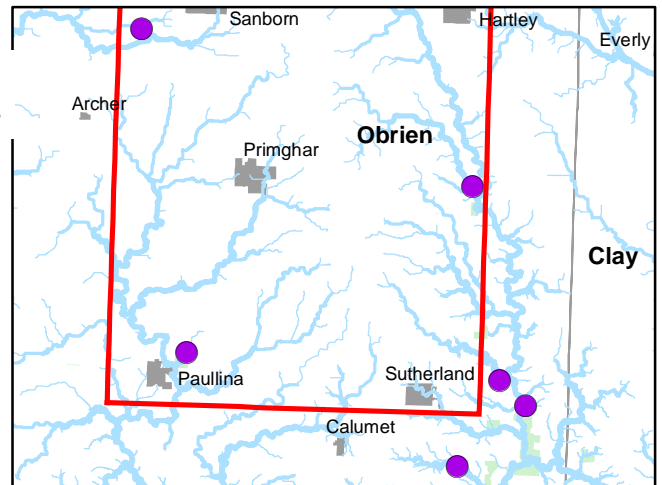 Sanborn
Hartley
Everly
Archer
Obrien
Primghar
Clay
Sutherland
Paullina
Calumet